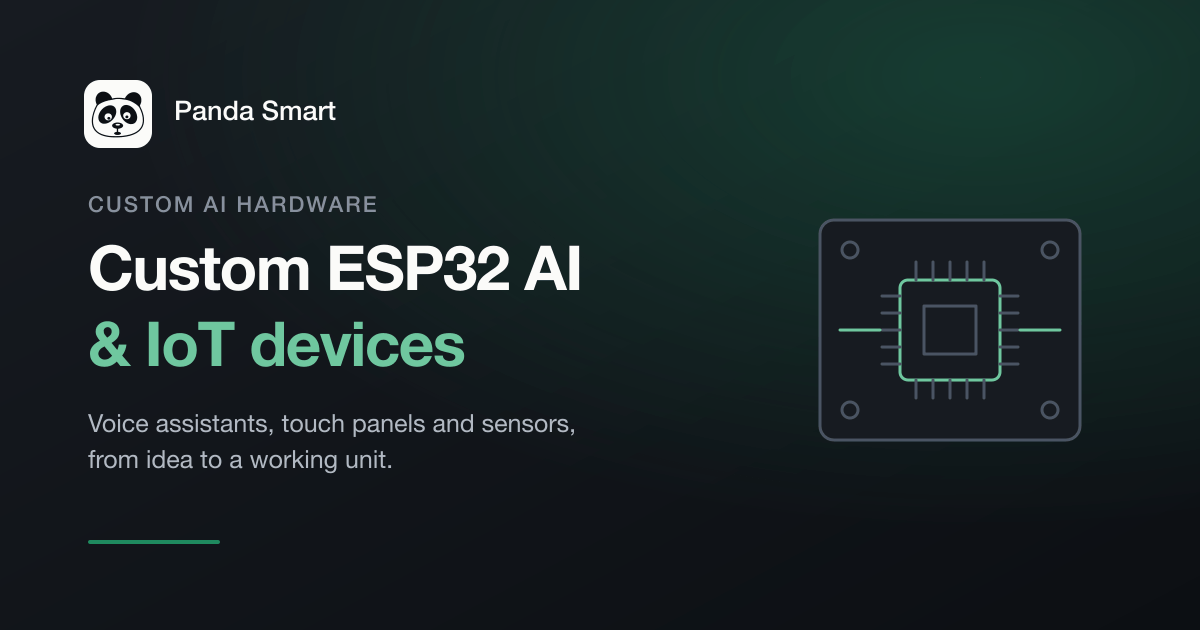 Panda Smart
CUSTOM AI HARDWARE
Custom ESP32 AI
& IoT devices
Voice assistants, touch panels and sensors,
from idea to a working unit.